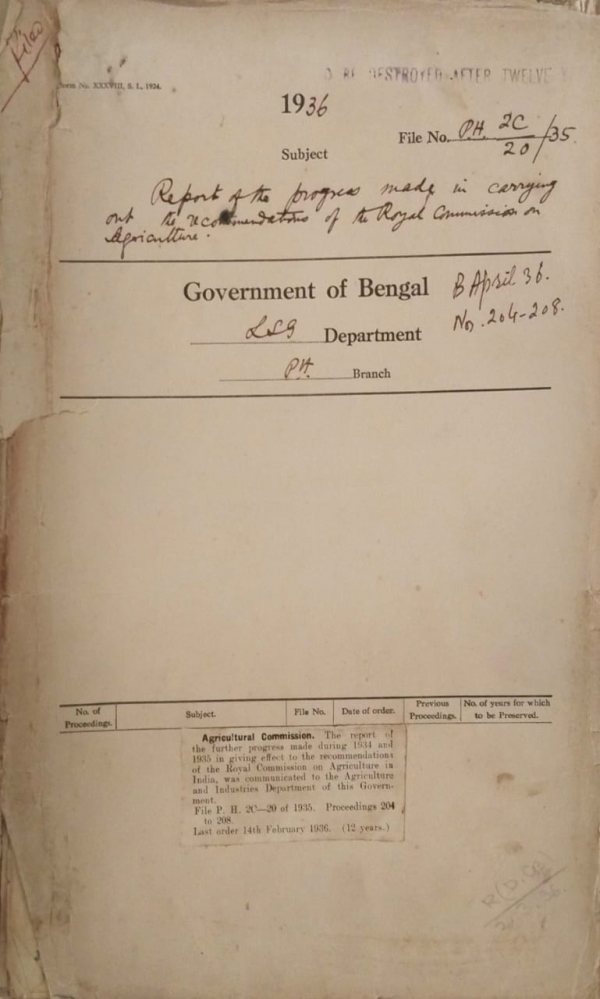 Filed
Form No. XXXVIII, S. L., 1934.
O BE DESTROYED AFTER TWELVE Y
1936
File No. PH. 2C/20/35
Subject
Report of the progress made in carrying
out the recommendations of the Royal Commission on
Agriculture.
Government of Bengal
B April 36.
Nos. 204-208.
LSG Department
PH. Branch
No. of Proceedings. Subject. File No. Date of order. Previous Proceedings. No. of years for which to be Preserved.
Agricultural Commission. The report of
the further progress made during 1934 and
1935 in giving effect to the recommendations
of the Royal Commission on Agriculture in
India, was communicated to the Agriculture
and Industries Department of this Govern-
ment.
File P. H. 2C—20 of 1935. Proceedings 204
to 208.
Last order 14th February 1936. (12 years.)